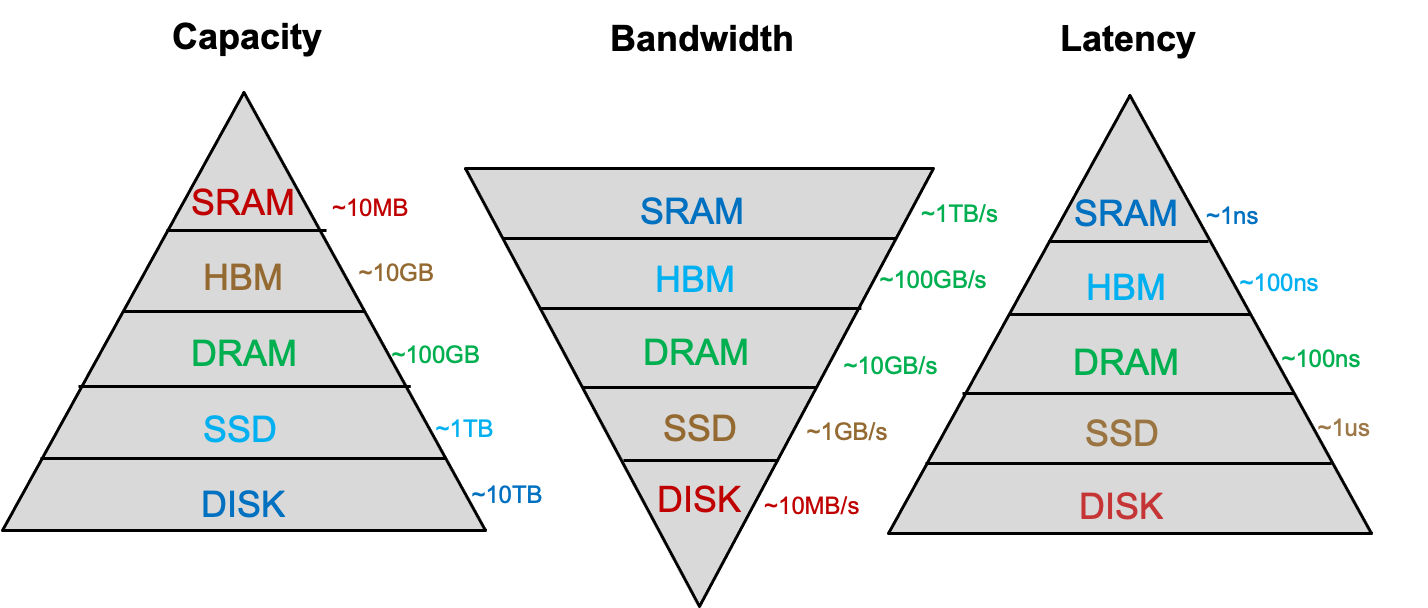 Capacity
SRAM ~10MB
HBM ~10GB
DRAM ~100GB
SSD ~1TB
DISK ~10TB
Bandwidth
SRAM ~1TB/s
HBM ~100GB/s
DRAM ~10GB/s
SSD ~1GB/s
DISK ~10MB/s
Latency
SRAM ~1ns
HBM ~100ns
DRAM ~100ns
SSD ~1us
DISK